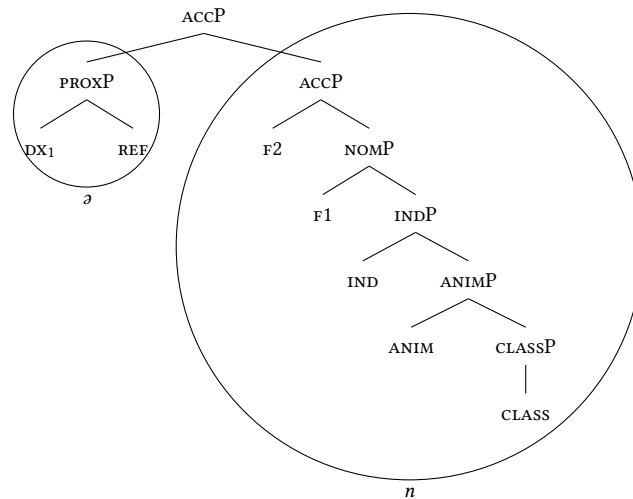 ACCP
PROXP ACCP
DX1 REF F2 NOMP
ə
F1 INDP
IND ANIMP
ANIM CLASSP
CLASS
n